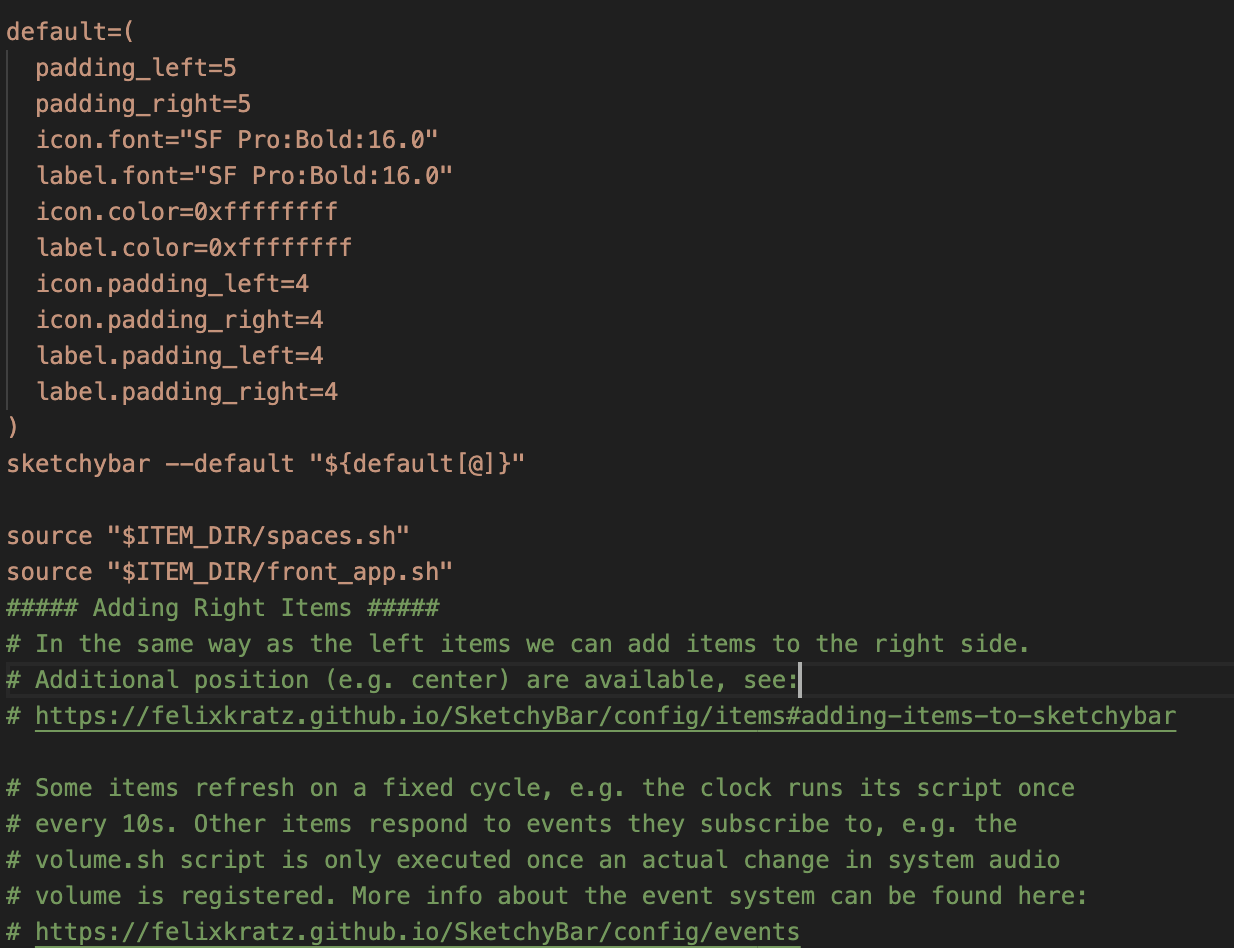 default=(
  padding_left=5
  padding_right=5
  icon.font="SF Pro:Bold:16.0"
  label.font="SF Pro:Bold:16.0"
  icon.color=0xffffffff
  label.color=0xffffffff
  icon.padding_left=4
  icon.padding_right=4
  label.padding_left=4
  label.padding_right=4
)
sketchybar --default "${default[@]}"

source "$ITEM_DIR/spaces.sh"
source "$ITEM_DIR/front_app.sh"
##### Adding Right Items #####
# In the same way as the left items we can add items to the right side.
# Additional position (e.g. center) are available, see:
# https://felixkratz.github.io/SketchyBar/config/items#adding-items-to-sketchybar

# Some items refresh on a fixed cycle, e.g. the clock runs its script once
# every 10s. Other items respond to events they subscribe to, e.g. the
# volume.sh script is only executed once an actual change in system audio
# volume is registered. More info about the event system can be found here:
# https://felixkratz.github.io/SketchyBar/config/events